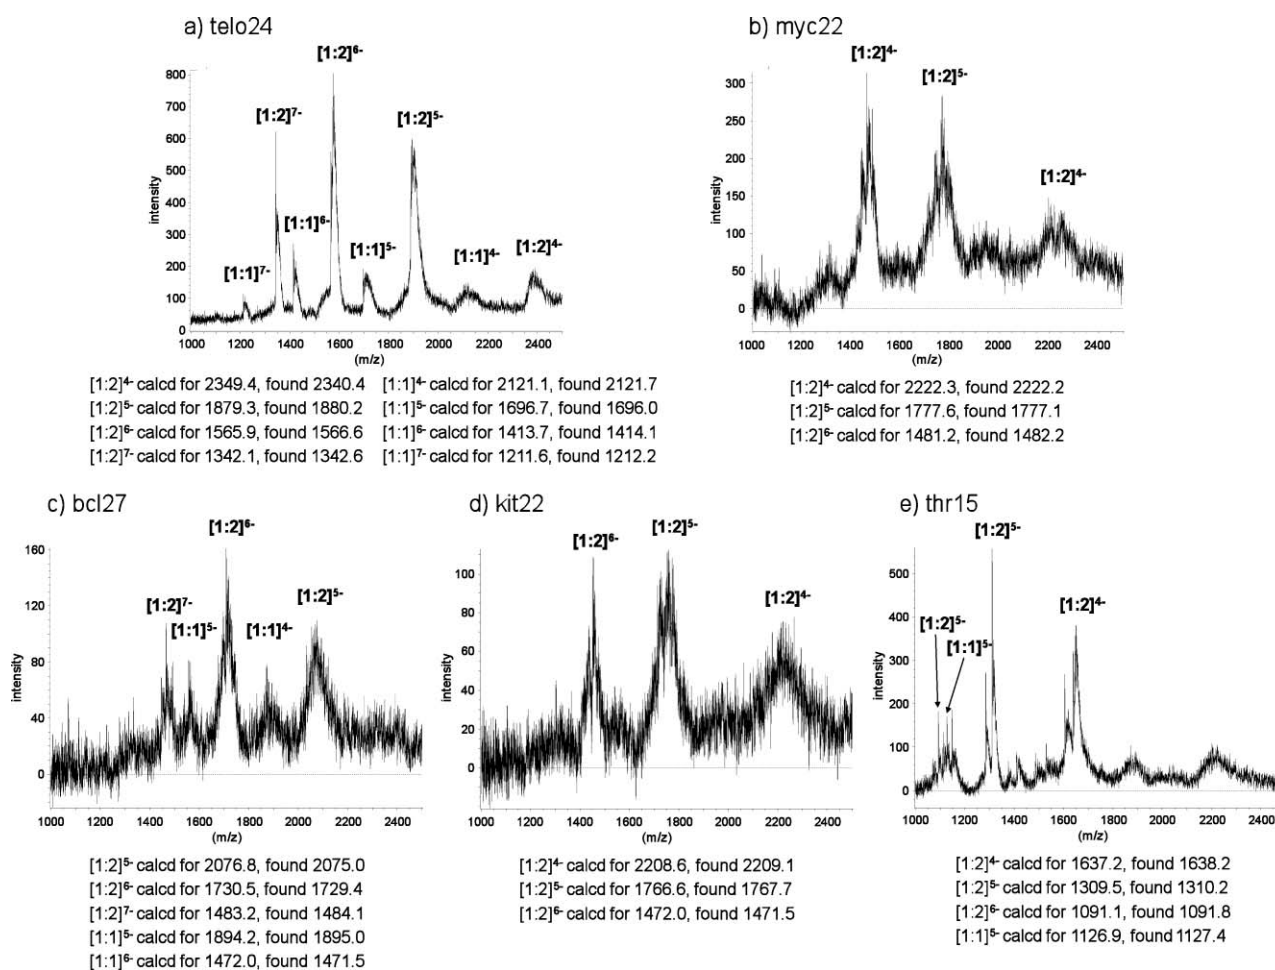 a) telo24
[1:2]6-
800
700
600
500
400
300
200
100
0
intensity
[1:2]7-
[1:2]5-
[1:1]6-
[1:1]5-
[1:1]7-
[1:1]4-
[1:2]4-
1000 1200 1400 1600 1800 2000 2200 2400
(m/z)
[1:2]4- calcd for 2349.4, found 2340.4 [1:1]4- calcd for 2121.1, found 2121.7
[1:2]5- calcd for 1879.3, found 1880.2 [1:1]5- calcd for 1696.7, found 1696.0
[1:2]6- calcd for 1565.9, found 1566.6 [1:1]6- calcd for 1413.7, found 1414.1
[1:2]7- calcd for 1342.1, found 1342.6 [1:1]7- calcd for 1211.6, found 1212.2
b) myc22
[1:2]4-
[1:2]5-
[1:2]4-
300
250
200
150
100
50
0
intensity
1000 1200 1400 1600 1800 2000 2200 2400
(m/z)
[1:2]4- calcd for 2222.3, found 2222.2
[1:2]5- calcd for 1777.6, found 1777.1
[1:2]6- calcd for 1481.2, found 1482.2
c) bcl27
[1:2]6-
160
120
80
40
0
intensity
[1:2]7-
[1:1]5-
[1:1]4-
[1:2]5-
1000 1200 1400 1600 1800 2000 2200 2400
(m/z)
[1:2]5- calcd for 2076.8, found 2075.0
[1:2]6- calcd for 1730.5, found 1729.4
[1:2]7- calcd for 1483.2, found 1484.1
[1:1]5- calcd for 1894.2, found 1895.0
[1:1]6- calcd for 1472.0, found 1471.5
d) kit22
[1:2]6-
[1:2]5-
[1:2]4-
100
80
60
40
20
0
intensity
1000 1200 1400 1600 1800 2000 2200 2400
(m/z)
[1:2]4- calcd for 2208.6, found 2209.1
[1:2]5- calcd for 1766.6, found 1767.7
[1:2]6- calcd for 1472.0, found 1471.5
e) thr15
[1:2]5-
[1:2]4-
[1:2]5-
[1:1]5-
500
400
300
200
100
0
intensity
1000 1200 1400 1600 1800 2000 2200 2400
(m/z)
[1:2]4- calcd for 1637.2, found 1638.2
[1:2]5- calcd for 1309.5, found 1310.2
[1:2]6- calcd for 1091.1, found 1091.8
[1:1]5- calcd for 1126.9, found 1127.4